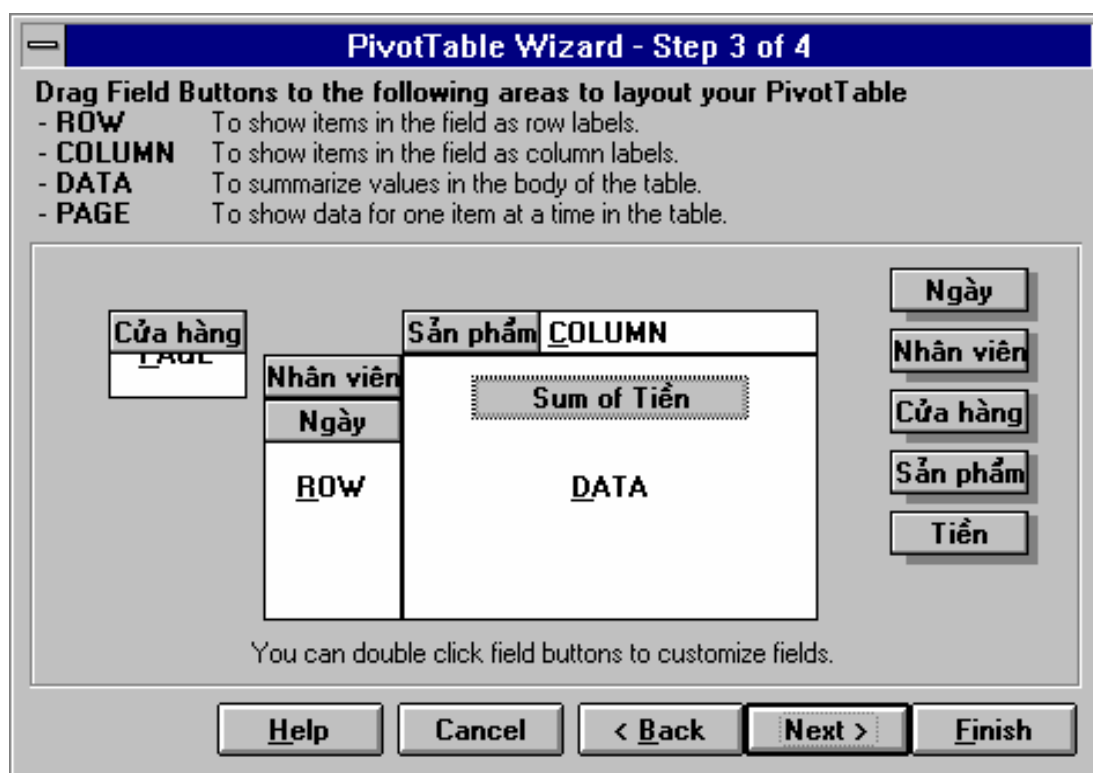 PivotTable Wizard - Step 3 of 4
Drag Field Buttons to the following areas to layout your PivotTable
- ROW To show items in the field as row labels.
- COLUMN To show items in the field as column labels.
- DATA To summarize values in the body of the table.
- PAGE To show data for one item at a time in the table.
Cửa hàng
PAGE
Nhân viên
Ngày
ROW
Sản phẩm COLUMN
Sum of Tiền
DATA
Ngày
Nhân viên
Cửa hàng
Sản phẩm
Tiền
You can double click field buttons to customize fields.
Help Cancel < Back Next > Finish